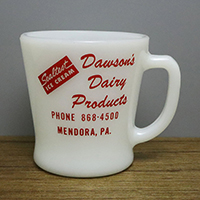 Sealtest
ICE CREAM
Dawson's
Dairy
Products
PHONE 868-4500
MENDORA, PA.